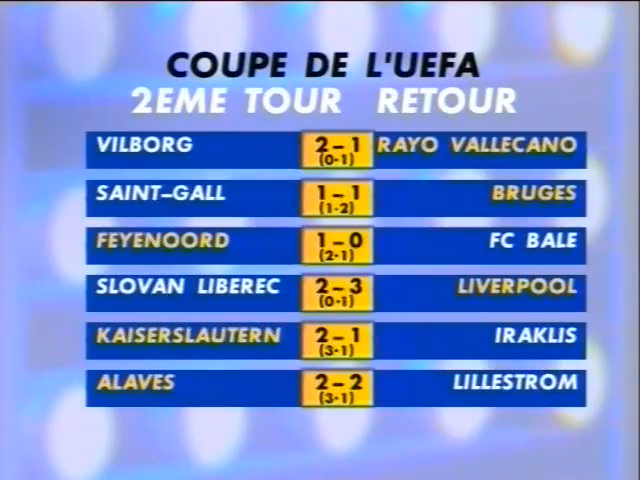 COUPE DE L'UEFA
2EME TOUR RETOUR
VILBORG 2-1 RAYO VALLECANO
(0-1)
SAINT-GALL 1-1 BRUGES
(1-2)
FEYENOORD 1-0 FC BALE
(2-1)
SLOVAN LIBEREC 2-3 LIVERPOOL
(0-1)
KAISERSLAUTERN 2-1 IRAKLIS
(3-1)
ALAVES 2-2 LILLESTROM
(3-1)